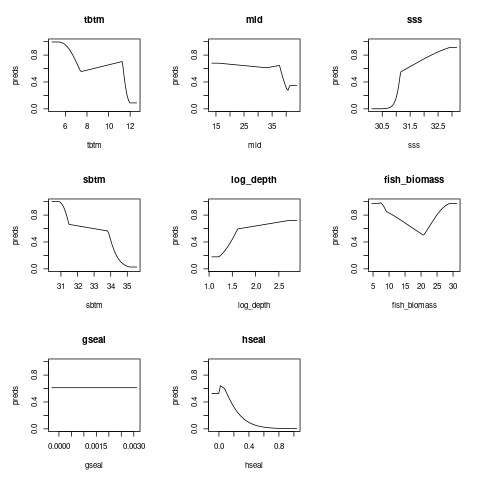 tbtm
preds
0.0 0.4 0.8
6 8 10 12
tbtm
mld
preds
0.0 0.4 0.8
15 25 35
mld
sss
preds
0.0 0.4 0.8
30.5 31.5 32.5
sss
sbtm
preds
0.0 0.4 0.8
31 33 34 35
sbtm
log_depth
preds
0.0 0.4 0.8
1.0 1.5 2.0 2.5
log_depth
fish_biomass
preds
0.0 0.4 0.8
5 10 15 20 25 30
fish_biomass
gseal
preds
0.0 0.4 0.8
0.0000 0.0015 0.0030
gseal
hseal
preds
0.0 0.4 0.8
0.0 0.4 0.8
hseal